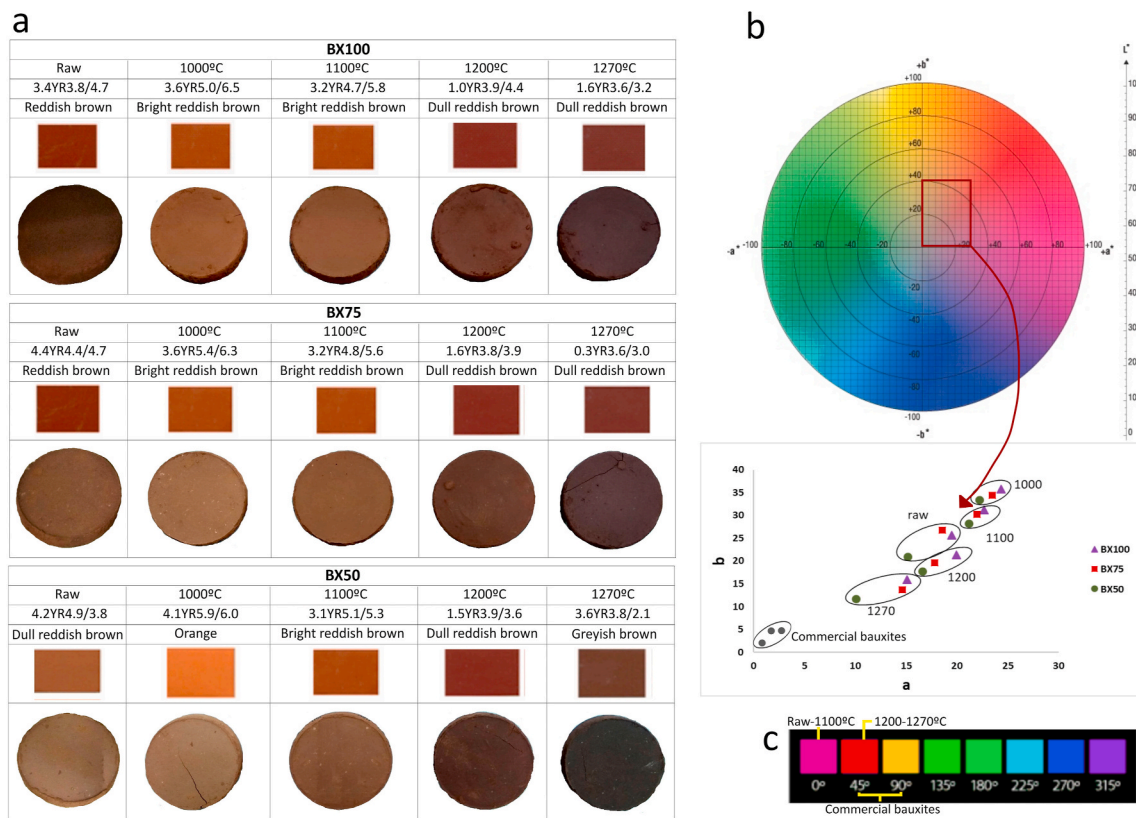 a
BX100
Raw 1000ºC 1100ºC 1200ºC 1270ºC
3.4YR3.8/4.7 3.6YR5.0/6.5 3.2YR4.7/5.8 1.0YR3.9/4.4 1.6YR3.6/3.2
Reddish brown Bright reddish brown Bright reddish brown Dull reddish brown Dull reddish brown
BX75
Raw 1000ºC 1100ºC 1200ºC 1270ºC
4.4YR4.4/4.7 3.6YR5.4/6.3 3.2YR4.8/5.6 1.6YR3.8/3.9 0.3YR3.6/3.0
Reddish brown Bright reddish brown Bright reddish brown Dull reddish brown Dull reddish brown
BX50
Raw 1000ºC 1100ºC 1200ºC 1270ºC
4.2YR4.9/3.8 4.1YR5.9/6.0 3.1YR5.1/5.3 1.5YR3.9/3.6 3.6YR3.8/2.1
Dull reddish brown Orange Bright reddish brown Dull reddish brown Greyish brown
b
L*
+b*
+100
+80
+60
+40
+20
-100 -80 -60 -40 -20 +30 +60 +80 +100
-a* +a*
-20
-40
-60
-80
-100
-b*
90
80
70
60
50
40
30
20
10
0
40
35
30
25
20
15
10
5
0
b
0 5 10 15 20 25 30
a
1000
raw
1100
1200
1270
Commercial bauxites
BX100
BX75
BX50
c
Raw-1100ºC 1200-1270ºC
0º 45º 90º 135º 180º 225º 270º 315º
Commercial bauxites